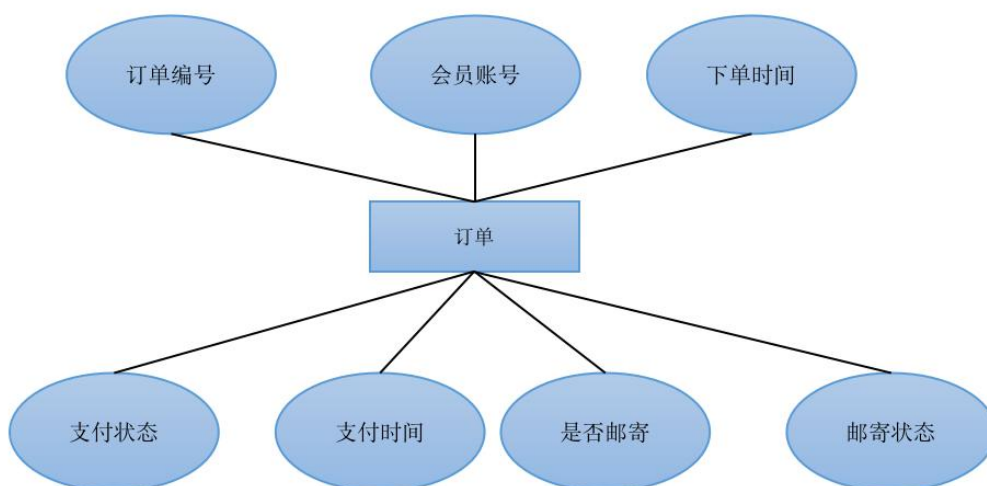 订单编号
会员账号
下单时间
订单
支付状态
支付时间
是否邮寄
邮寄状态